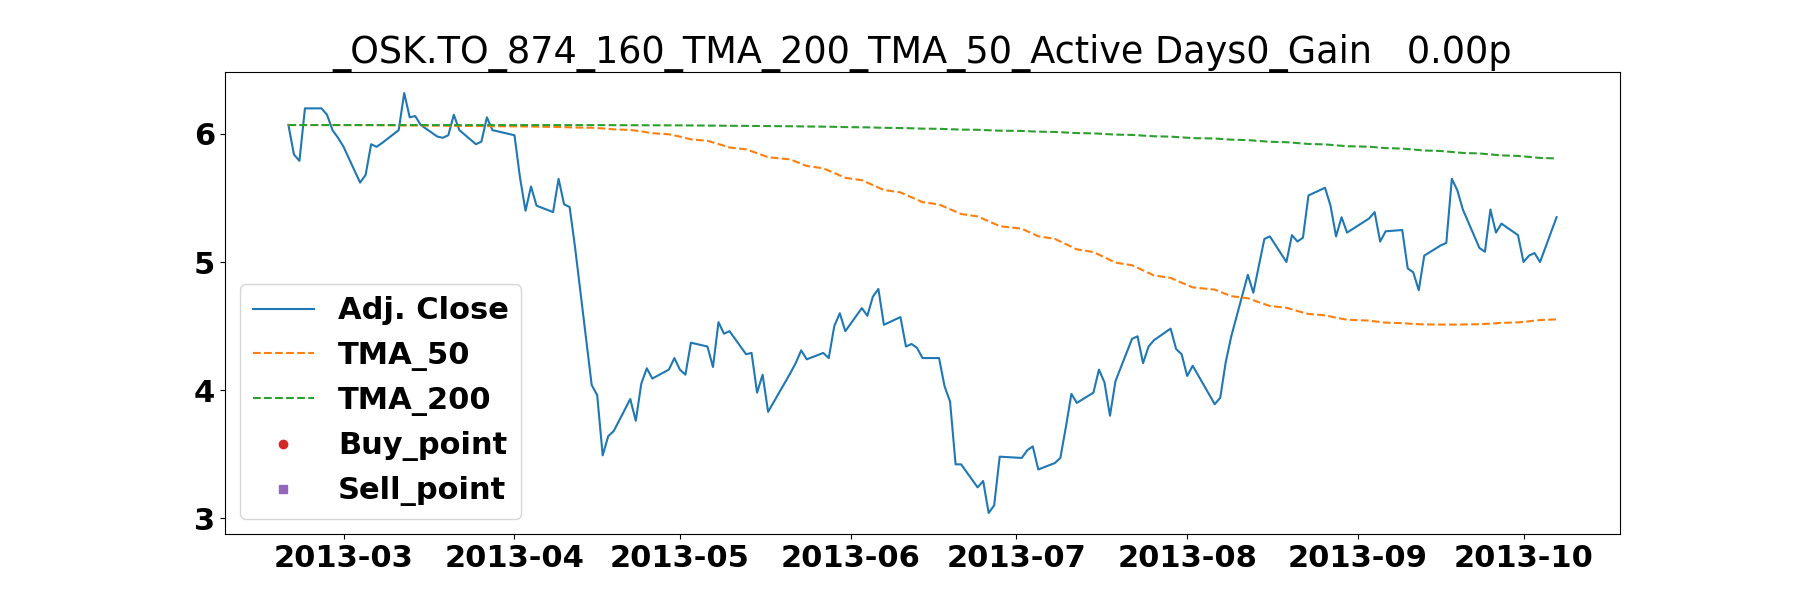 _OSK.TO_874_160_TMA_200_TMA_50_Active Days0_Gain   0.00p
6
5
4
3
Adj. Close
TMA_50
TMA_200
Buy_point
Sell_point
2013-03 2013-04 2013-05 2013-06 2013-07 2013-08 2013-09 2013-10